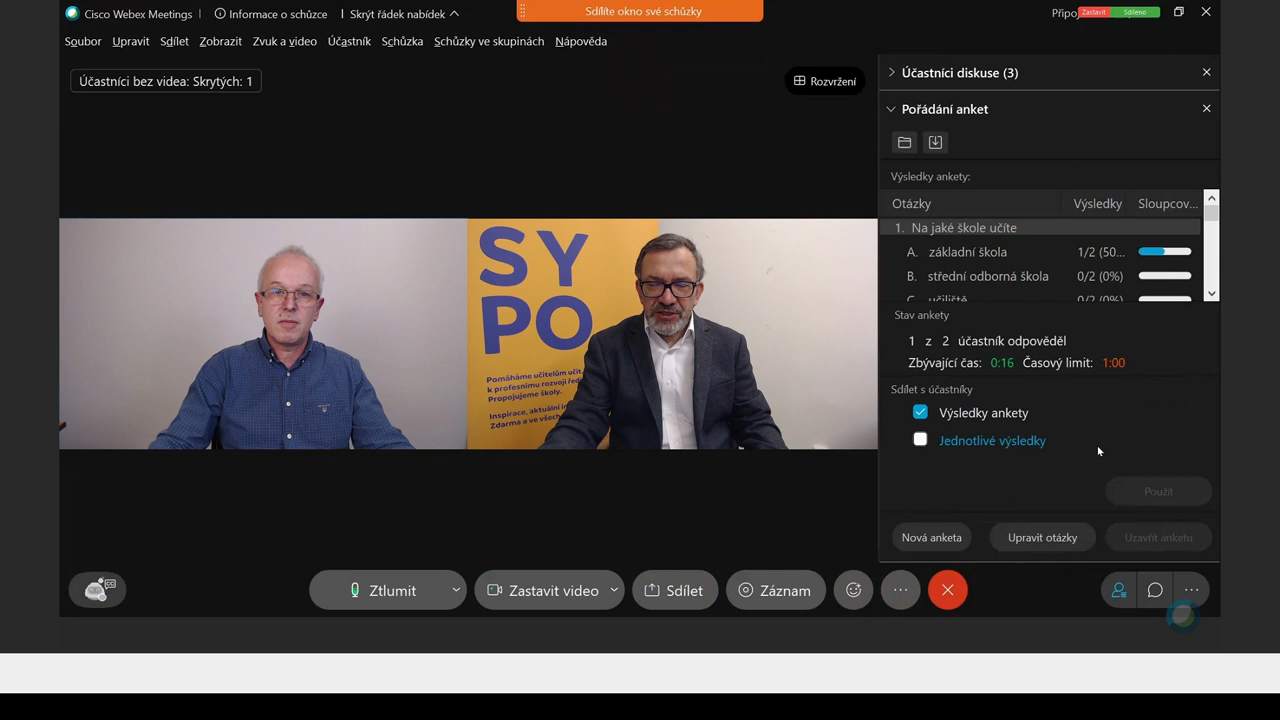 Cisco Webex Meetings
Informace o schůzce
Skrýt řádek nabídek
Sdílíte okno své schůzky
Připoj
Zastavit
Sdíleno
Soubor Upravit Sdílet Zobrazit Zvuk a video Účastník Schůzka Schůzky ve skupinách Nápověda
Účastníci bez videa: Skrytých: 1
Rozvržení
SY
PO
Pomáháme učitelům učit
k profesnímu rozvoji řed
Propojujeme školy.
Inspirace, aktuální in
Zdarma a ve všech
Účastníci diskuse (3)
Pořádání anket
Výsledky ankety:
Otázky Výsledky Sloupcov...
1. Na jaké škole učíte
A. základní škola 1/2 (50...
B. střední odborná škola 0/2 (0%)
C. učiliště 0/2 (0%)
Stav ankety
1 z 2 účastník odpověděl
Zbývající čas: 0:16 Časový limit: 1:00
Sdílet s účastníky
Výsledky ankety
Jednotlivé výsledky
Použít
Nová anketa Upravit otázky Uzavřít anketu
Ztlumit Zastavit video Sdílet Záznam